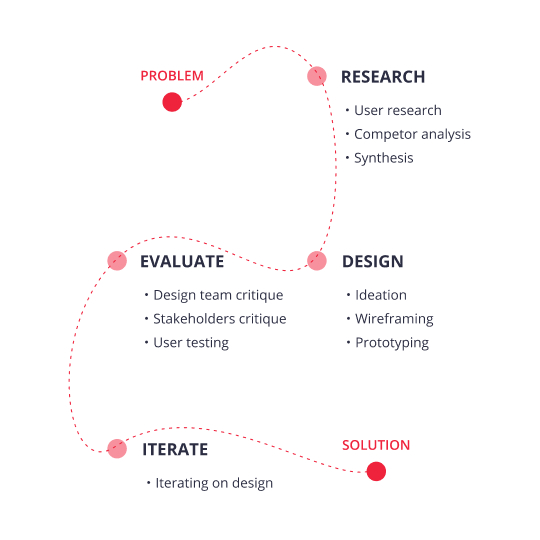 PROBLEM
RESEARCH
• User research
• Competor analysis
• Synthesis
DESIGN
• Ideation
• Wireframing
• Prototyping
EVALUATE
• Design team critique
• Stakeholders critique
• User testing
ITERATE
• Iterating on design
SOLUTION